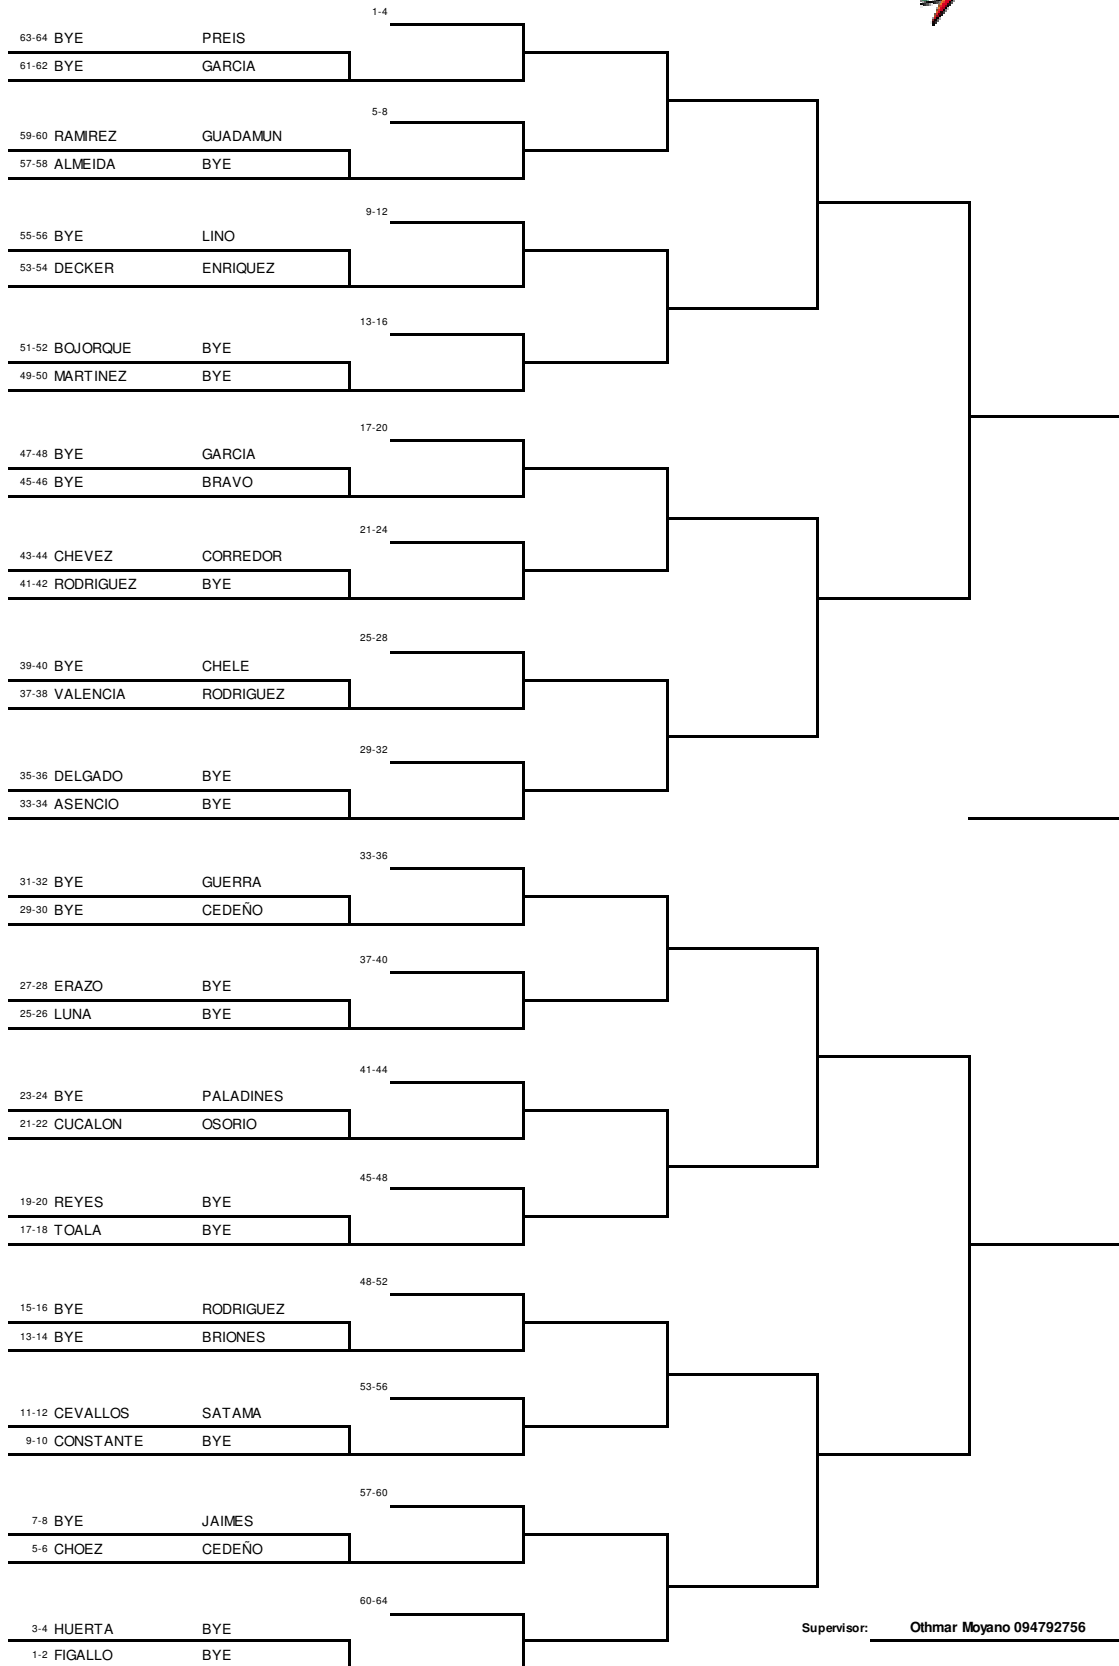 1-4
63-64 BYE PREIS
61-62 BYE GARCIA
5-8
59-60 RAMIREZ GUADAMUN
57-58 ALMEIDA BYE
9-12
55-56 BYE LINO
53-54 DECKER ENRIQUEZ
13-16
51-52 BOJORQUE BYE
49-50 MARTINEZ BYE
17-20
47-48 BYE GARCIA
45-46 BYE BRAVO
21-24
43-44 CHEVEZ CORREDOR
41-42 RODRIGUEZ BYE
25-28
39-40 BYE CHELE
37-38 VALENCIA RODRIGUEZ
29-32
35-36 DELGADO BYE
33-34 ASENCIO BYE
33-36
31-32 BYE GUERRA
29-30 BYE CEDEÑO
37-40
27-28 ERAZO BYE
25-26 LUNA BYE
41-44
23-24 BYE PALADINES
21-22 CUCALON OSORIO
45-48
19-20 REYES BYE
17-18 TOALA BYE
48-52
15-16 BYE RODRIGUEZ
13-14 BYE BRIONES
53-56
11-12 CEVALLOS SATAMA
9-10 CONSTANTE BYE
57-60
7-8 BYE JAIMES
5-6 CHOEZ CEDEÑO
60-64
3-4 HUERTA BYE
Supervisor: Othmar Moyano 094792756
1-2 FIGALLO BYE